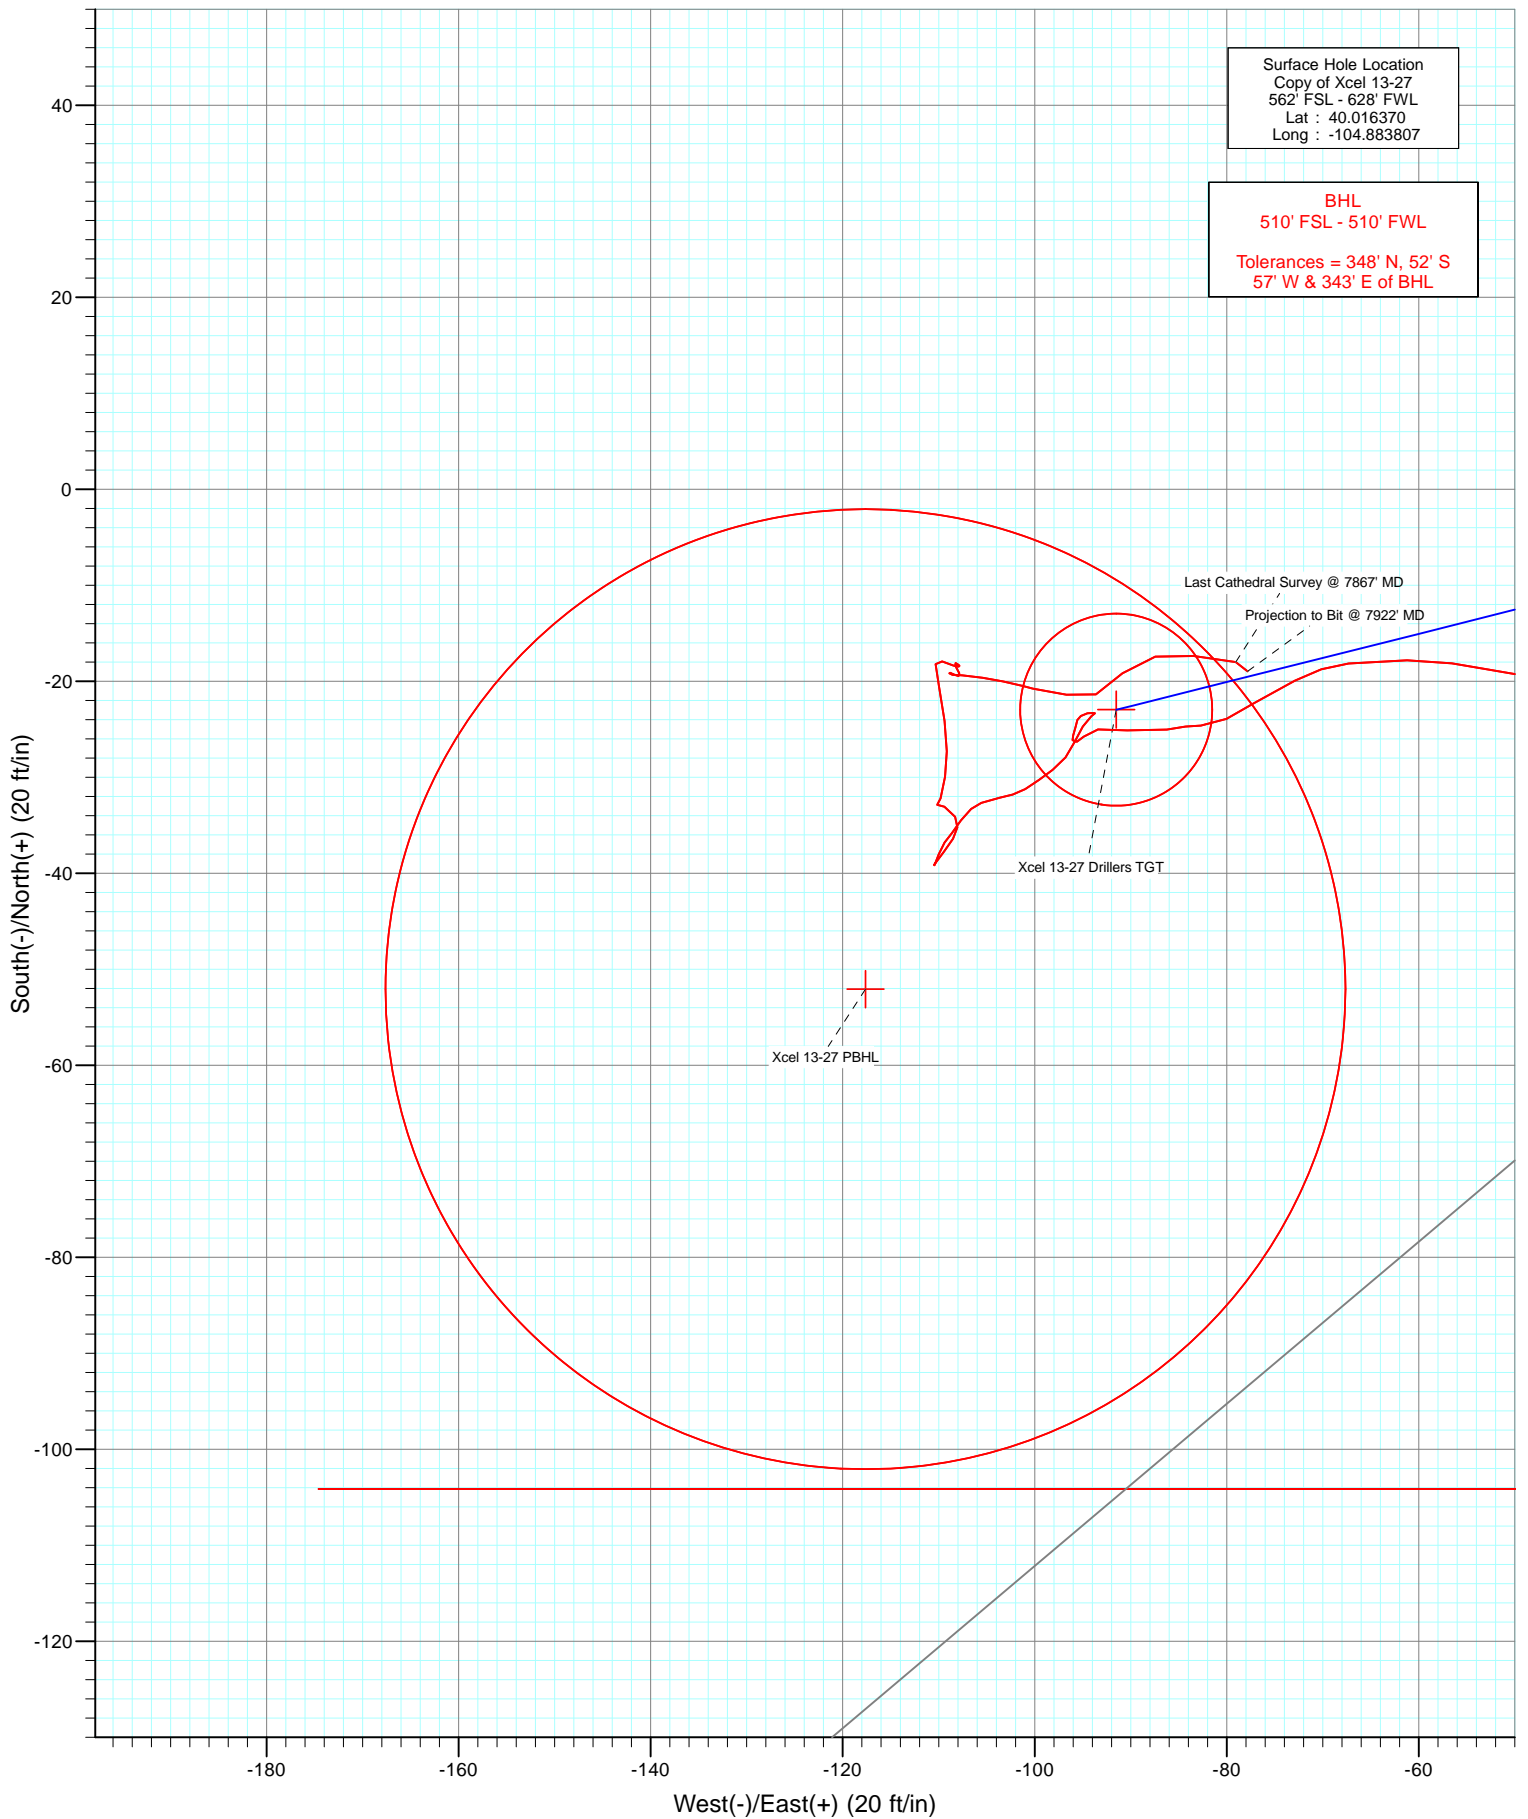 Surface Hole Location
Copy of Xcel 13-27
562' FSL - 628' FWL
Lat : 40.016370
Long : -104.883807
BHL
510' FSL - 510' FWL
Tolerances = 348' N, 52' S
57' W & 343' E of BHL
40
20
0
-20
-40
-60
-80
-100
-120
South(-)/North(+) (20 ft/in)
Last Cathedral Survey @ 7867' MD
Projection to Bit @ 7922' MD
Xcel 13-27 Drillers TGT
Xcel 13-27 PBHL
-180
-160
-140
-120
-100
-80
-60
West(-)/East(+) (20 ft/in)